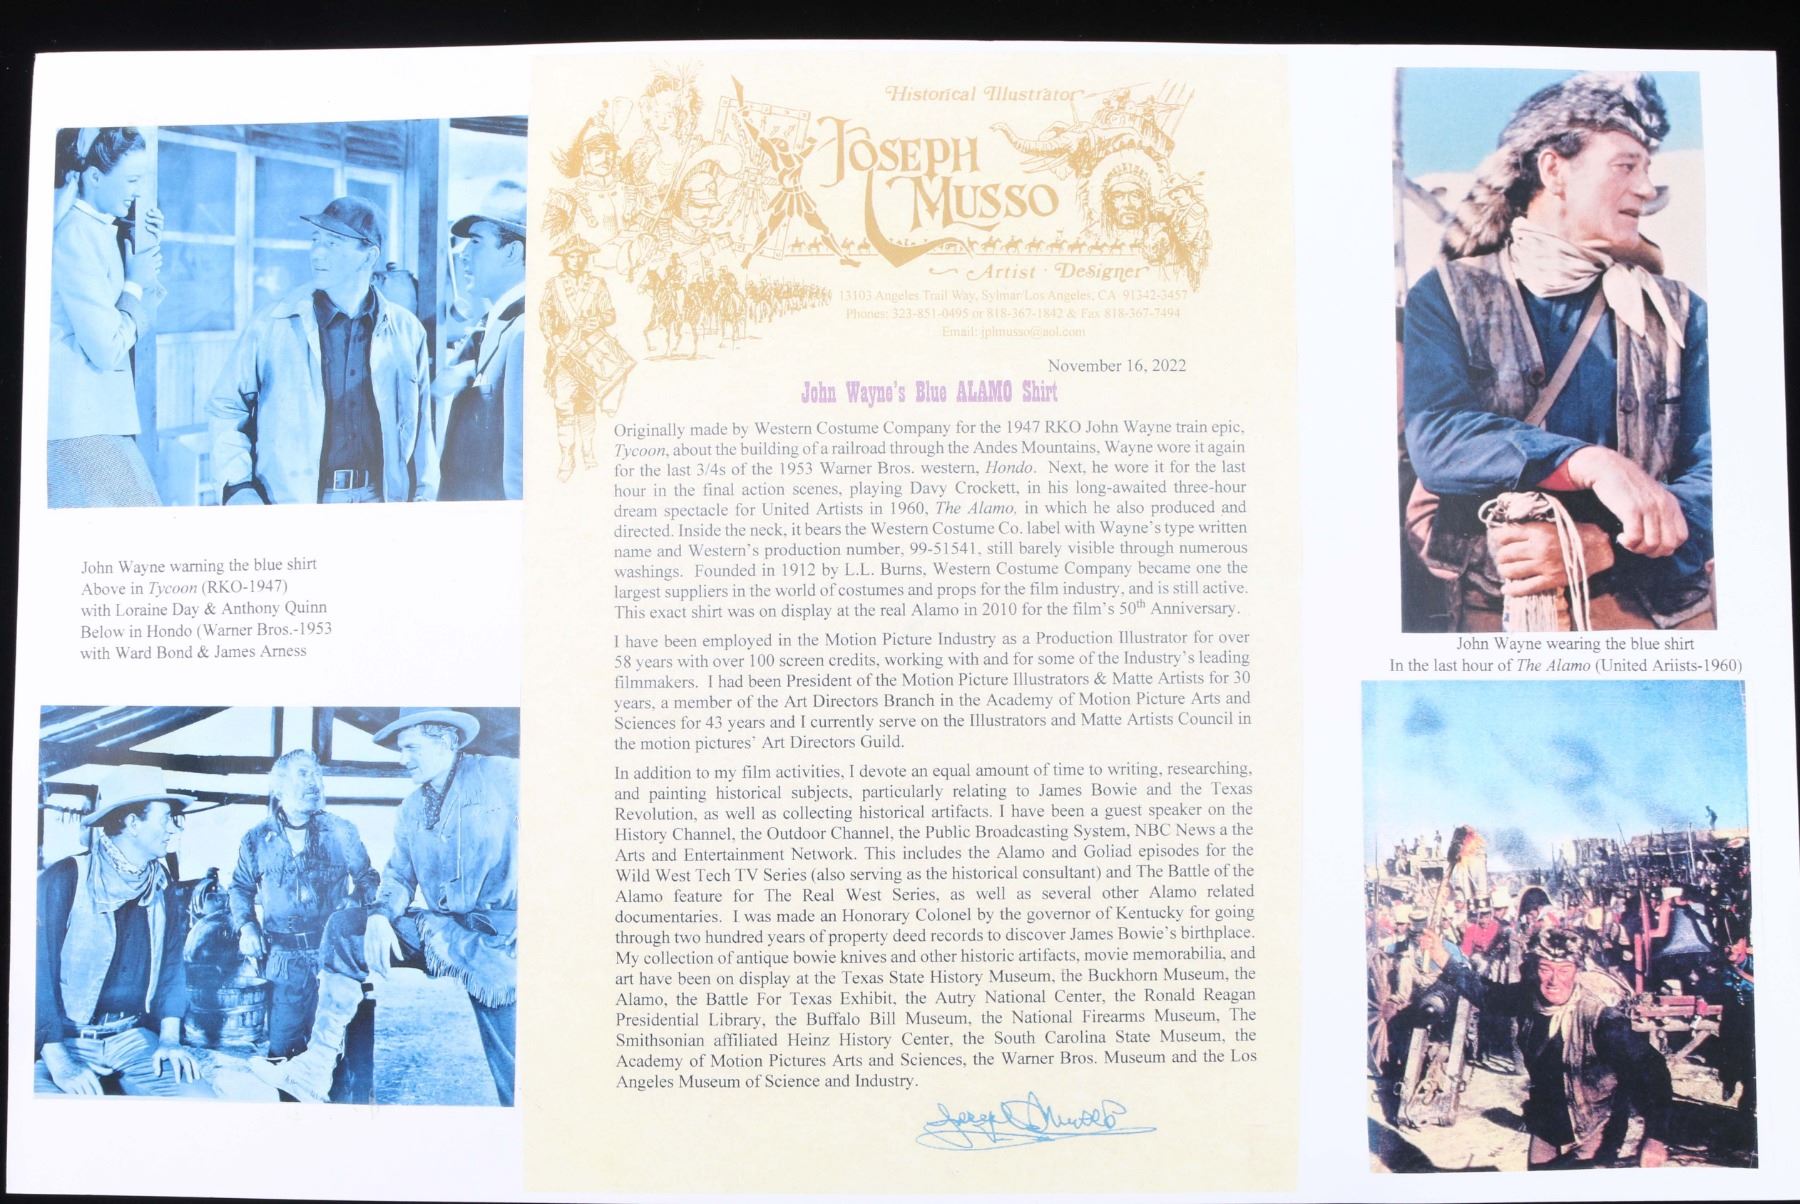 Historical Illustrator
JOSEPH
MUSSO
Artist · Designer
13103 Angeles Trail Way, Sylmar/Los Angeles, CA 91342-3457
Phones: 323-851-0495 or 818-367-1842 & Fax 818-367-7494
Email: jplmusso@aol.com
November 16, 2022
John Wayne's Blue ALAMO Shirt
Originally made by Western Costume Company for the 1947 RKO John Wayne train epic,
Tycoon, about the building of a railroad through the Andes Mountains, Wayne wore it again
for the last 3/4s of the 1953 Warner Bros. western, Hondo. Next, he wore it for the last
hour in the final action scenes, playing Davy Crockett, in his long-awaited three-hour
dream spectacle for United Artists in 1960, The Alamo, in which he also produced and
directed. Inside the neck, it bears the Western Costume Co. label with Wayne's type written
name and Western's production number, 99-51541, still barely visible through numerous
washings. Founded in 1912 by L.L. Burns, Western Costume Company became one the
largest suppliers in the world of costumes and props for the film industry, and is still active.
This exact shirt was on display at the real Alamo in 2010 for the film's 50th Anniversary.
I have been employed in the Motion Picture Industry as a Production Illustrator for over
58 years with over 100 screen credits, working with and for some of the Industry's leading
filmmakers. I had been President of the Motion Picture Illustrators & Matte Artists for 30
years, a member of the Art Directors Branch in the Academy of Motion Picture Arts and
Sciences for 43 years and I currently serve on the Illustrators and Matte Artists Council in
the motion pictures' Art Directors Guild.
In addition to my film activities, I devote an equal amount of time to writing, researching,
and painting historical subjects, particularly relating to James Bowie and the Texas
Revolution, as well as collecting historical artifacts. I have been a guest speaker on the
History Channel, the Outdoor Channel, the Public Broadcasting System, NBC News a the
Arts and Entertainment Network. This includes the Alamo and Goliad episodes for the
Wild West Tech TV Series (also serving as the historical consultant) and The Battle of the
Alamo feature for The Real West Series, as well as several other Alamo related
documentaries. I was made an Honorary Colonel by the governor of Kentucky for going
through two hundred years of property deed records to discover James Bowie's birthplace.
My collection of antique bowie knives and other historic artifacts, movie memorabilia, and
art have been on display at the Texas State History Museum, the Buckhorn Museum, the
Alamo, the Battle For Texas Exhibit, the Autry National Center, the Ronald Reagan
Presidential Library, the Buffalo Bill Museum, the National Firearms Museum, The
Smithsonian affiliated Heinz History Center, the South Carolina State Museum, the
Academy of Motion Pictures Arts and Sciences, the Warner Bros. Museum and the Los
Angeles Museum of Science and Industry.
Joseph Musso
John Wayne warning the blue shirt
Above in Tycoon (RKO-1947)
with Loraine Day & Anthony Quinn
Below in Hondo (Warner Bros.-1953
with Ward Bond & James Arness
John Wayne wearing the blue shirt
In the last hour of The Alamo (United Ariists-1960)